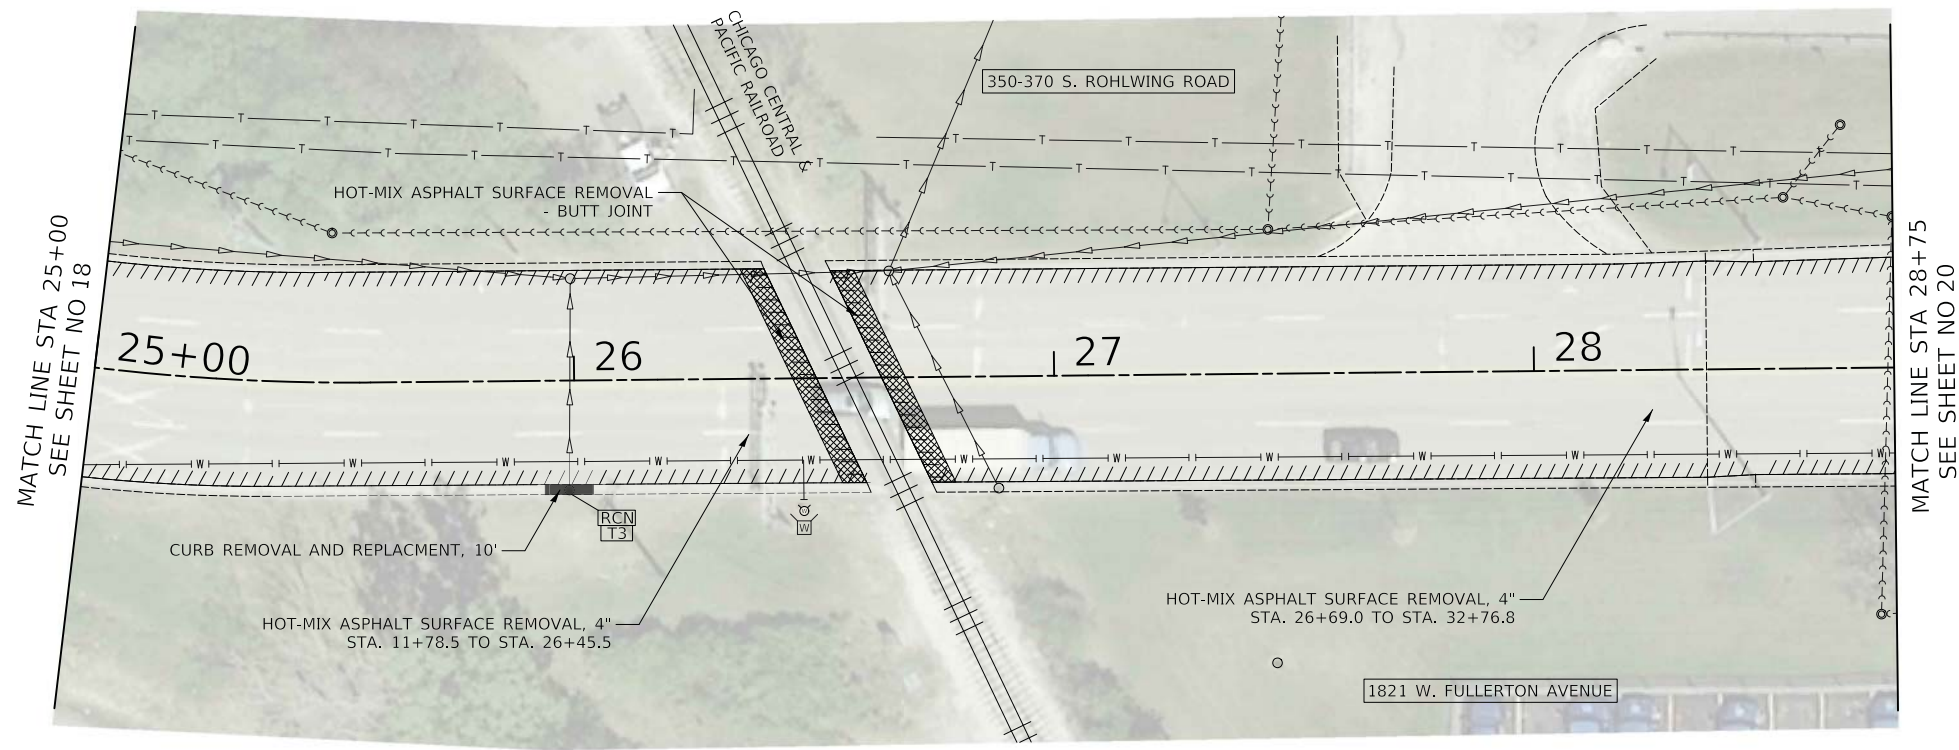 CHICAGO CENTRAL &
PACIFIC RAILROAD
350-370 S. ROHLWING ROAD
HOT-MIX ASPHALT SURFACE REMOVAL
- BUTT JOINT
MATCH LINE STA 25+00
SEE SHEET NO 18
25+00
26
27
28
MATCH LINE STA 28+75
SEE SHEET NO 20
RCN
T3
W
CURB REMOVAL AND REPLACMENT, 10'
HOT-MIX ASPHALT SURFACE REMOVAL, 4"
STA. 11+78.5 TO STA. 26+45.5
HOT-MIX ASPHALT SURFACE REMOVAL, 4"
STA. 26+69.0 TO STA. 32+76.8
1821 W. FULLERTON AVENUE